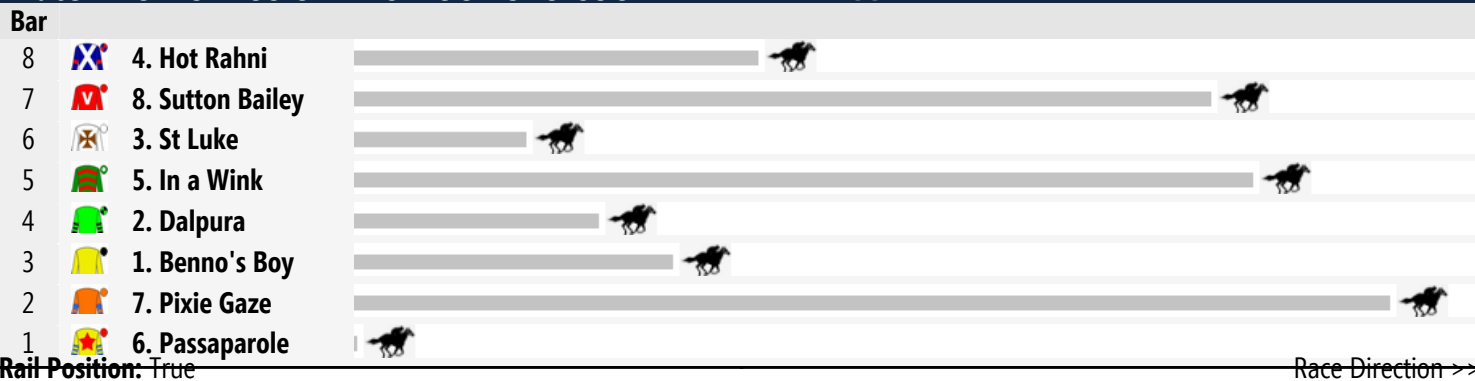 Bar
8 4. Hot Rahni
7 V 8. Sutton Bailey
6 3. St Luke
5 5. In a Wink
4 2. Dalpura
3 1. Benno's Boy
2 7. Pixie Gaze
1 6. Passaparole
Rail Position: True Race Direction >>